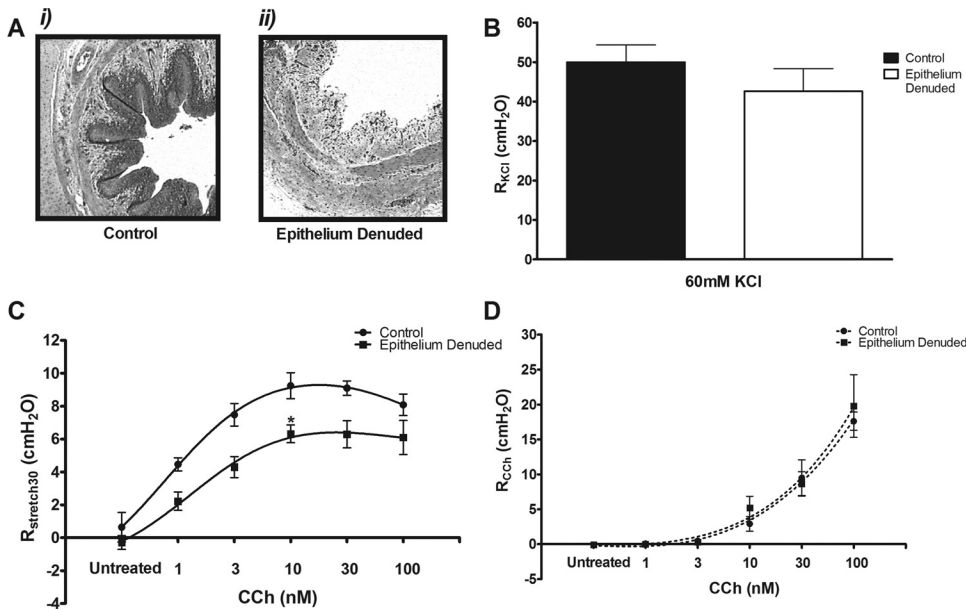 A
i)
ii)
Control
Epithelium Denuded
B
60
50
40
30
20
10
0
R_KCl (cmH₂O)
60mM KCl
Control
Epithelium
Denuded
C
12
10
8
6
4
2
0
-2
-4
R_stretch30 (cmH₂O)
Control
Epithelium Denuded
*
Untreated 1 3 10 30 100
CCh (nM)
D
30
25
20
15
10
5
0
-5
R_CCh (cmH₂O)
Control
Epithelium Denuded
Untreated 1 3 10 30 100
CCh (nM)